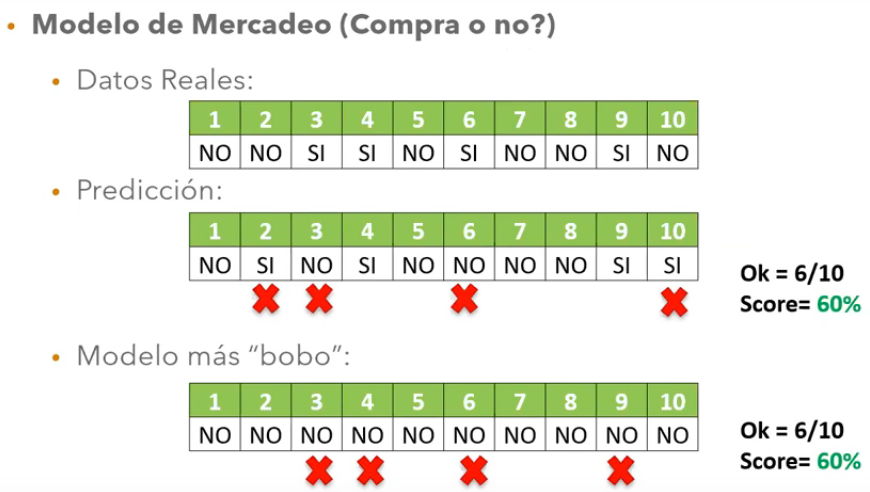 • Modelo de Mercadeo (Compra o no?)
• Datos Reales:
1 2 3 4 5 6 7 8 9 10
NO NO SI SI NO SI NO NO SI NO
• Predicción:
1 2 3 4 5 6 7 8 9 10
NO SI NO SI NO NO NO NO SI SI
Ok = 6/10
Score= 60%
• Modelo más “bobo”:
1 2 3 4 5 6 7 8 9 10
NO NO NO NO NO NO NO NO NO NO
Ok = 6/10
Score= 60%